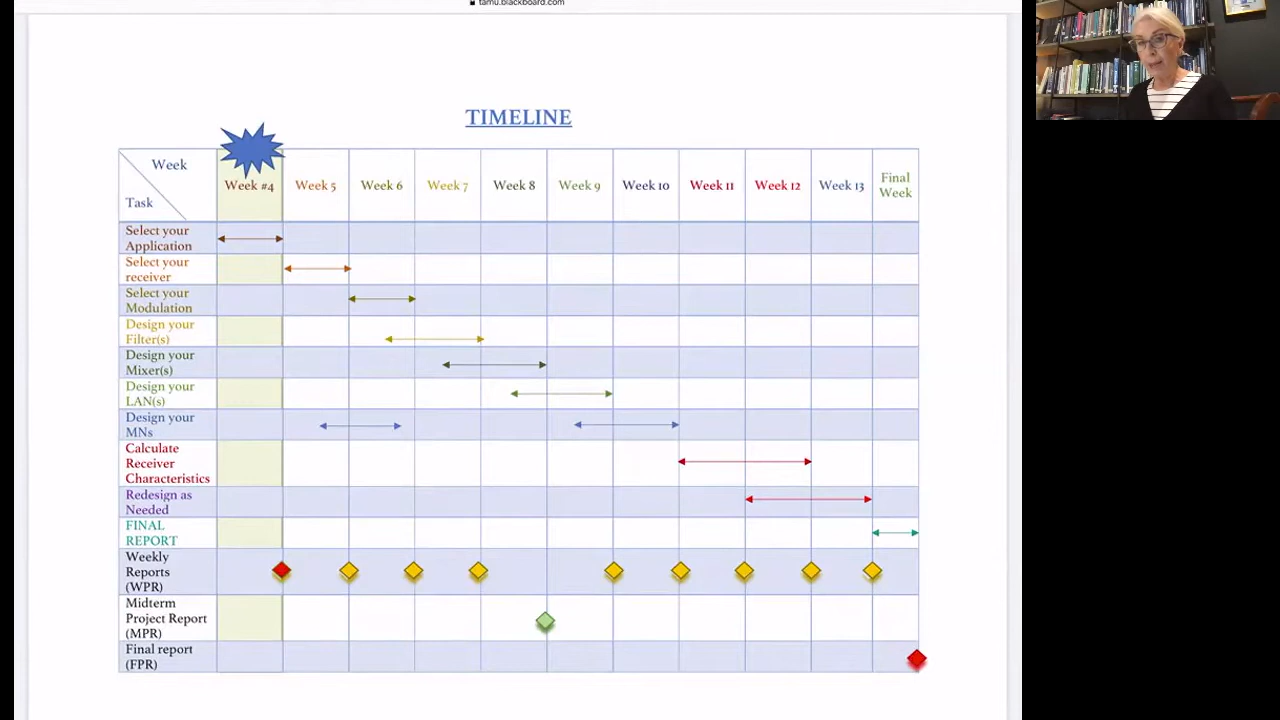 tamu.blackboard.com
TIMELINE
Week
Task
Week #4
Week 5
Week 6
Week 7
Week 8
Week 9
Week 10
Week 11
Week 12
Week 13
Final
Week
Select your
Application
Select your
receiver
Select your
Modulation
Design your
Filter(s)
Design your
Mixer(s)
Design your
LAN(s)
Design your
MNs
Calculate
Receiver
Characteristics
Redesign as
Needed
FINAL
REPORT
Weekly
Reports
(WPR)
Midterm
Project Report
(MPR)
Final report
(FPR)